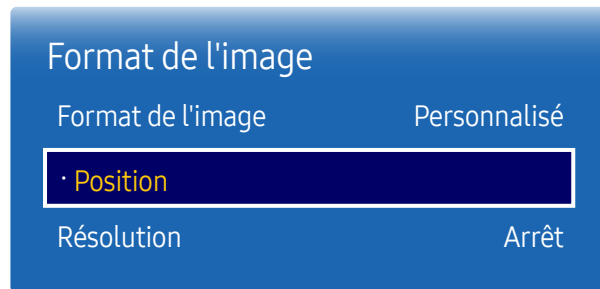 Format de l'image
Format de l'image Personnalisé
· Position
Résolution Arrêt